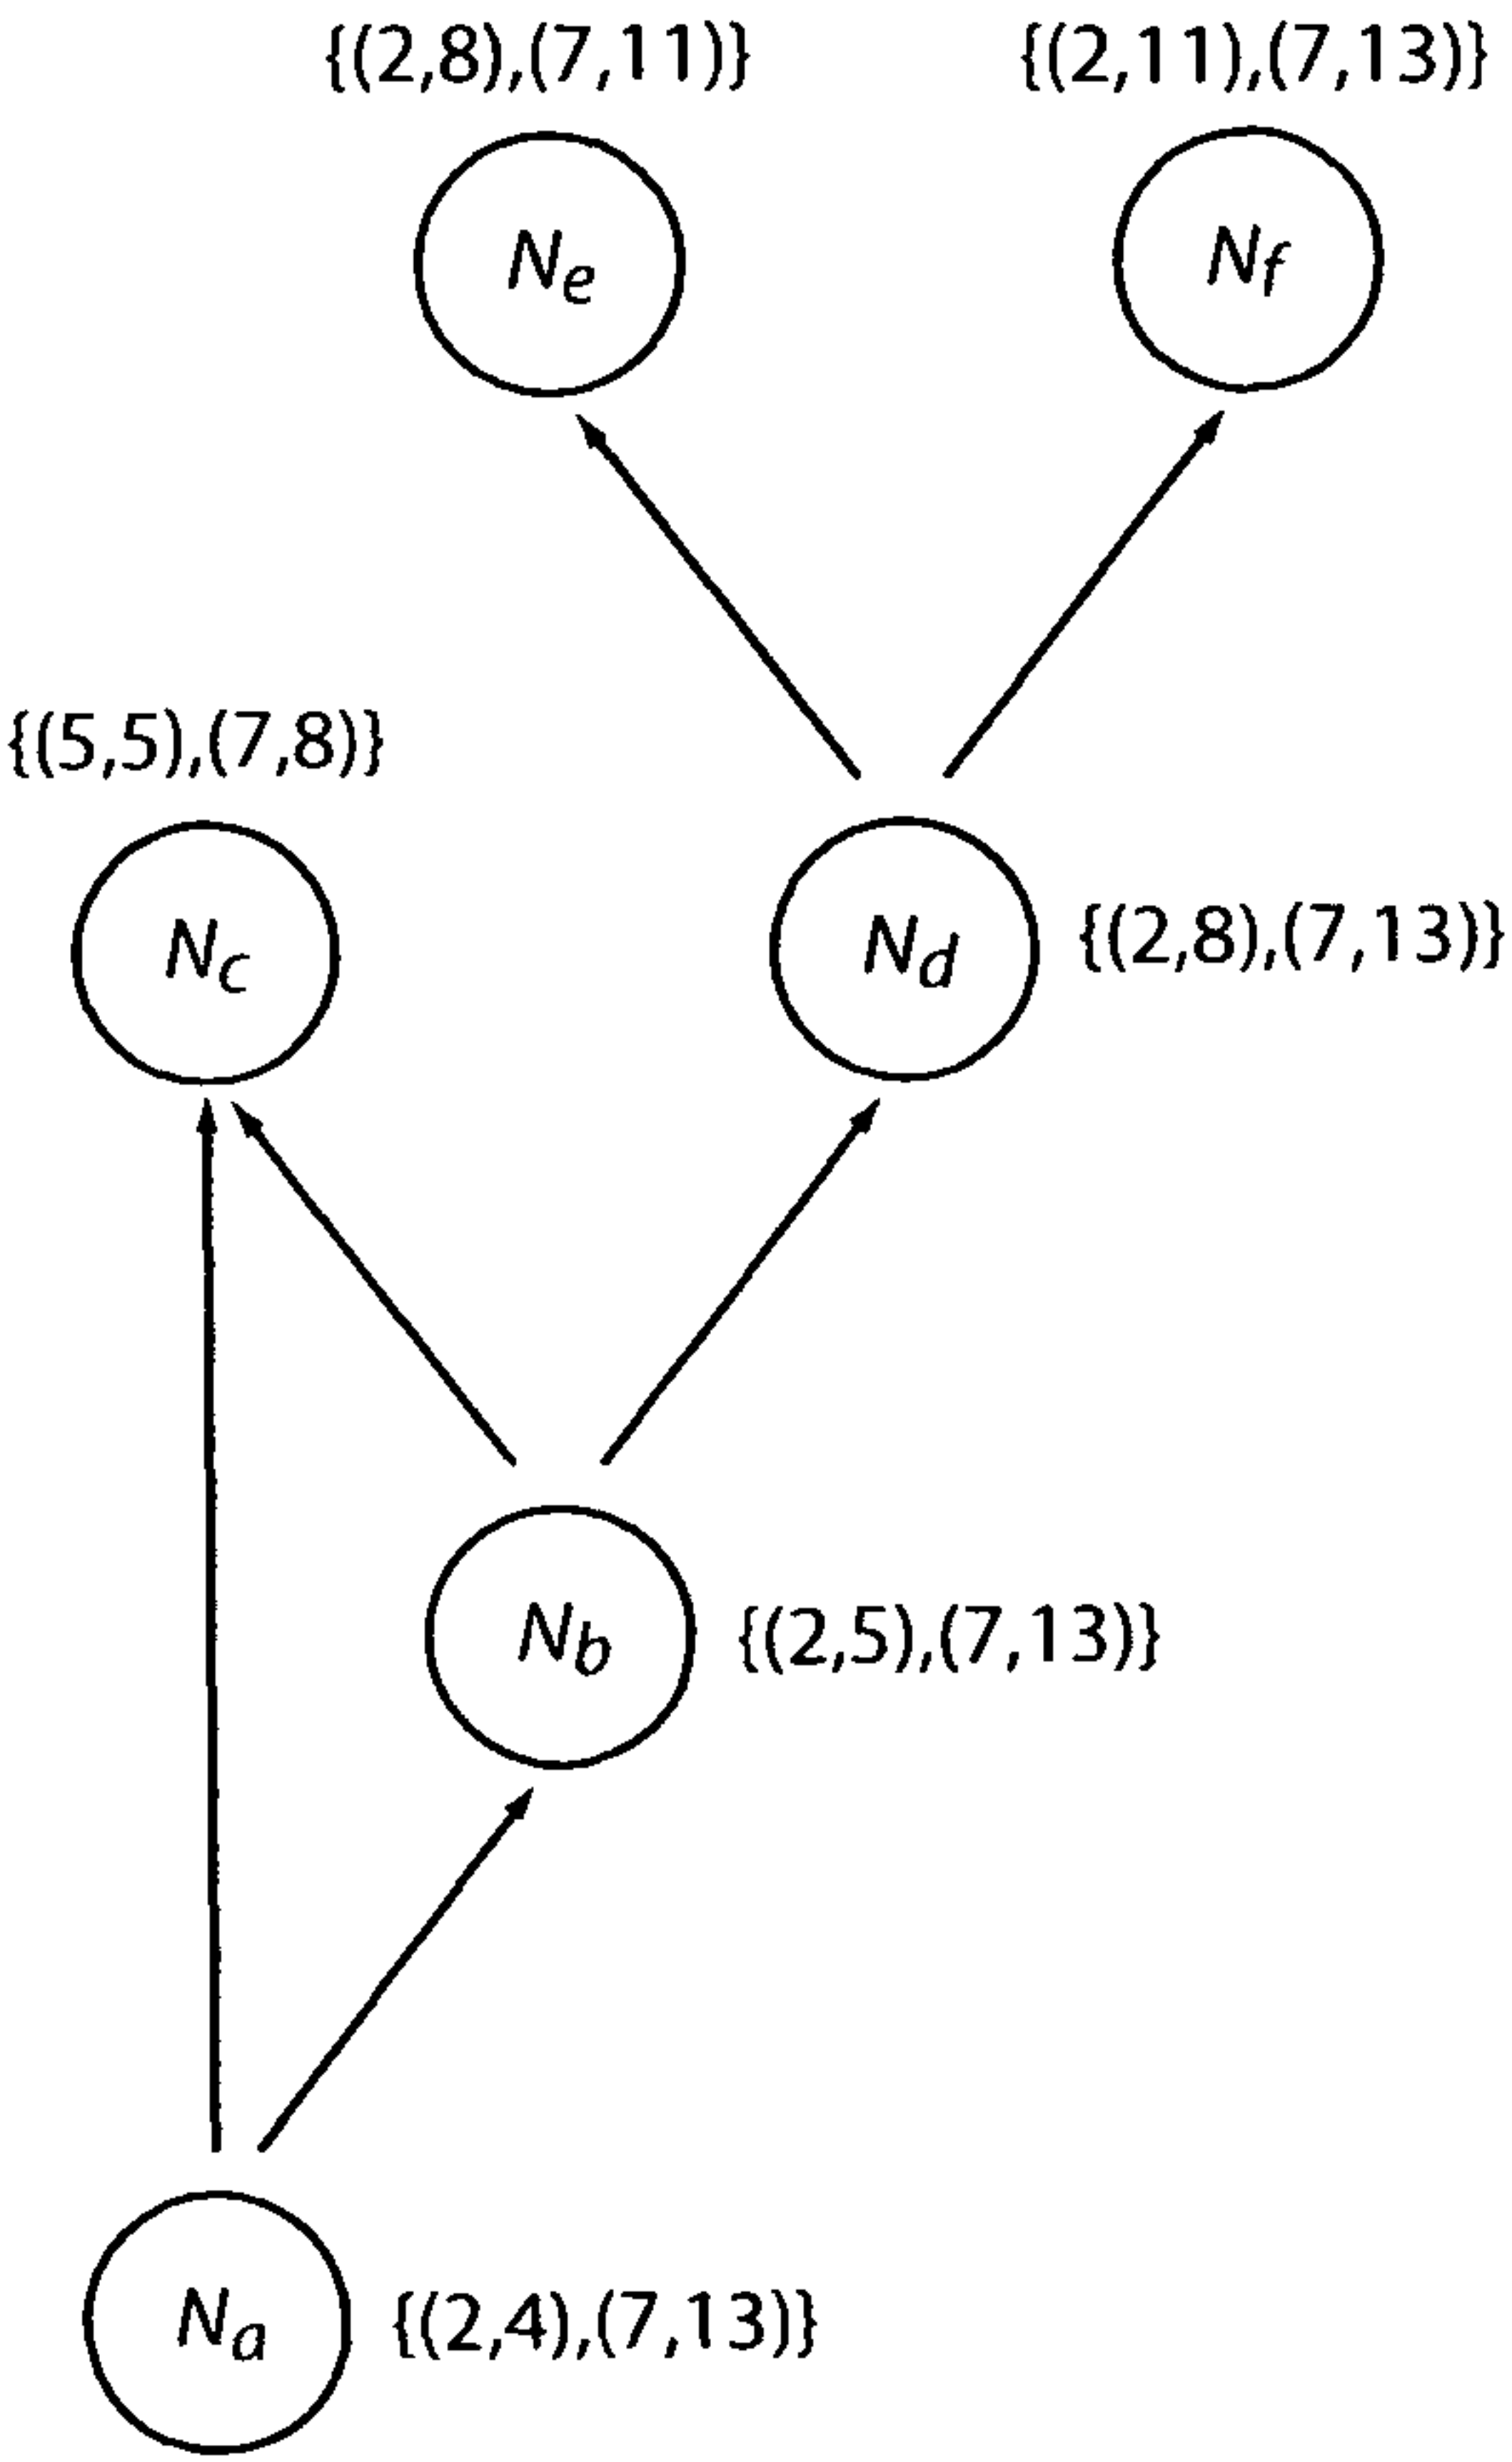 {(2,8),(7,11)} {(2,11),(7,13)}
Ne Nf
{(5,5),(7,8)}
Nc Nd {(2,8),(7,13)}
Nb {(2,5),(7,13)}
Na {(2,4),(7,13)}